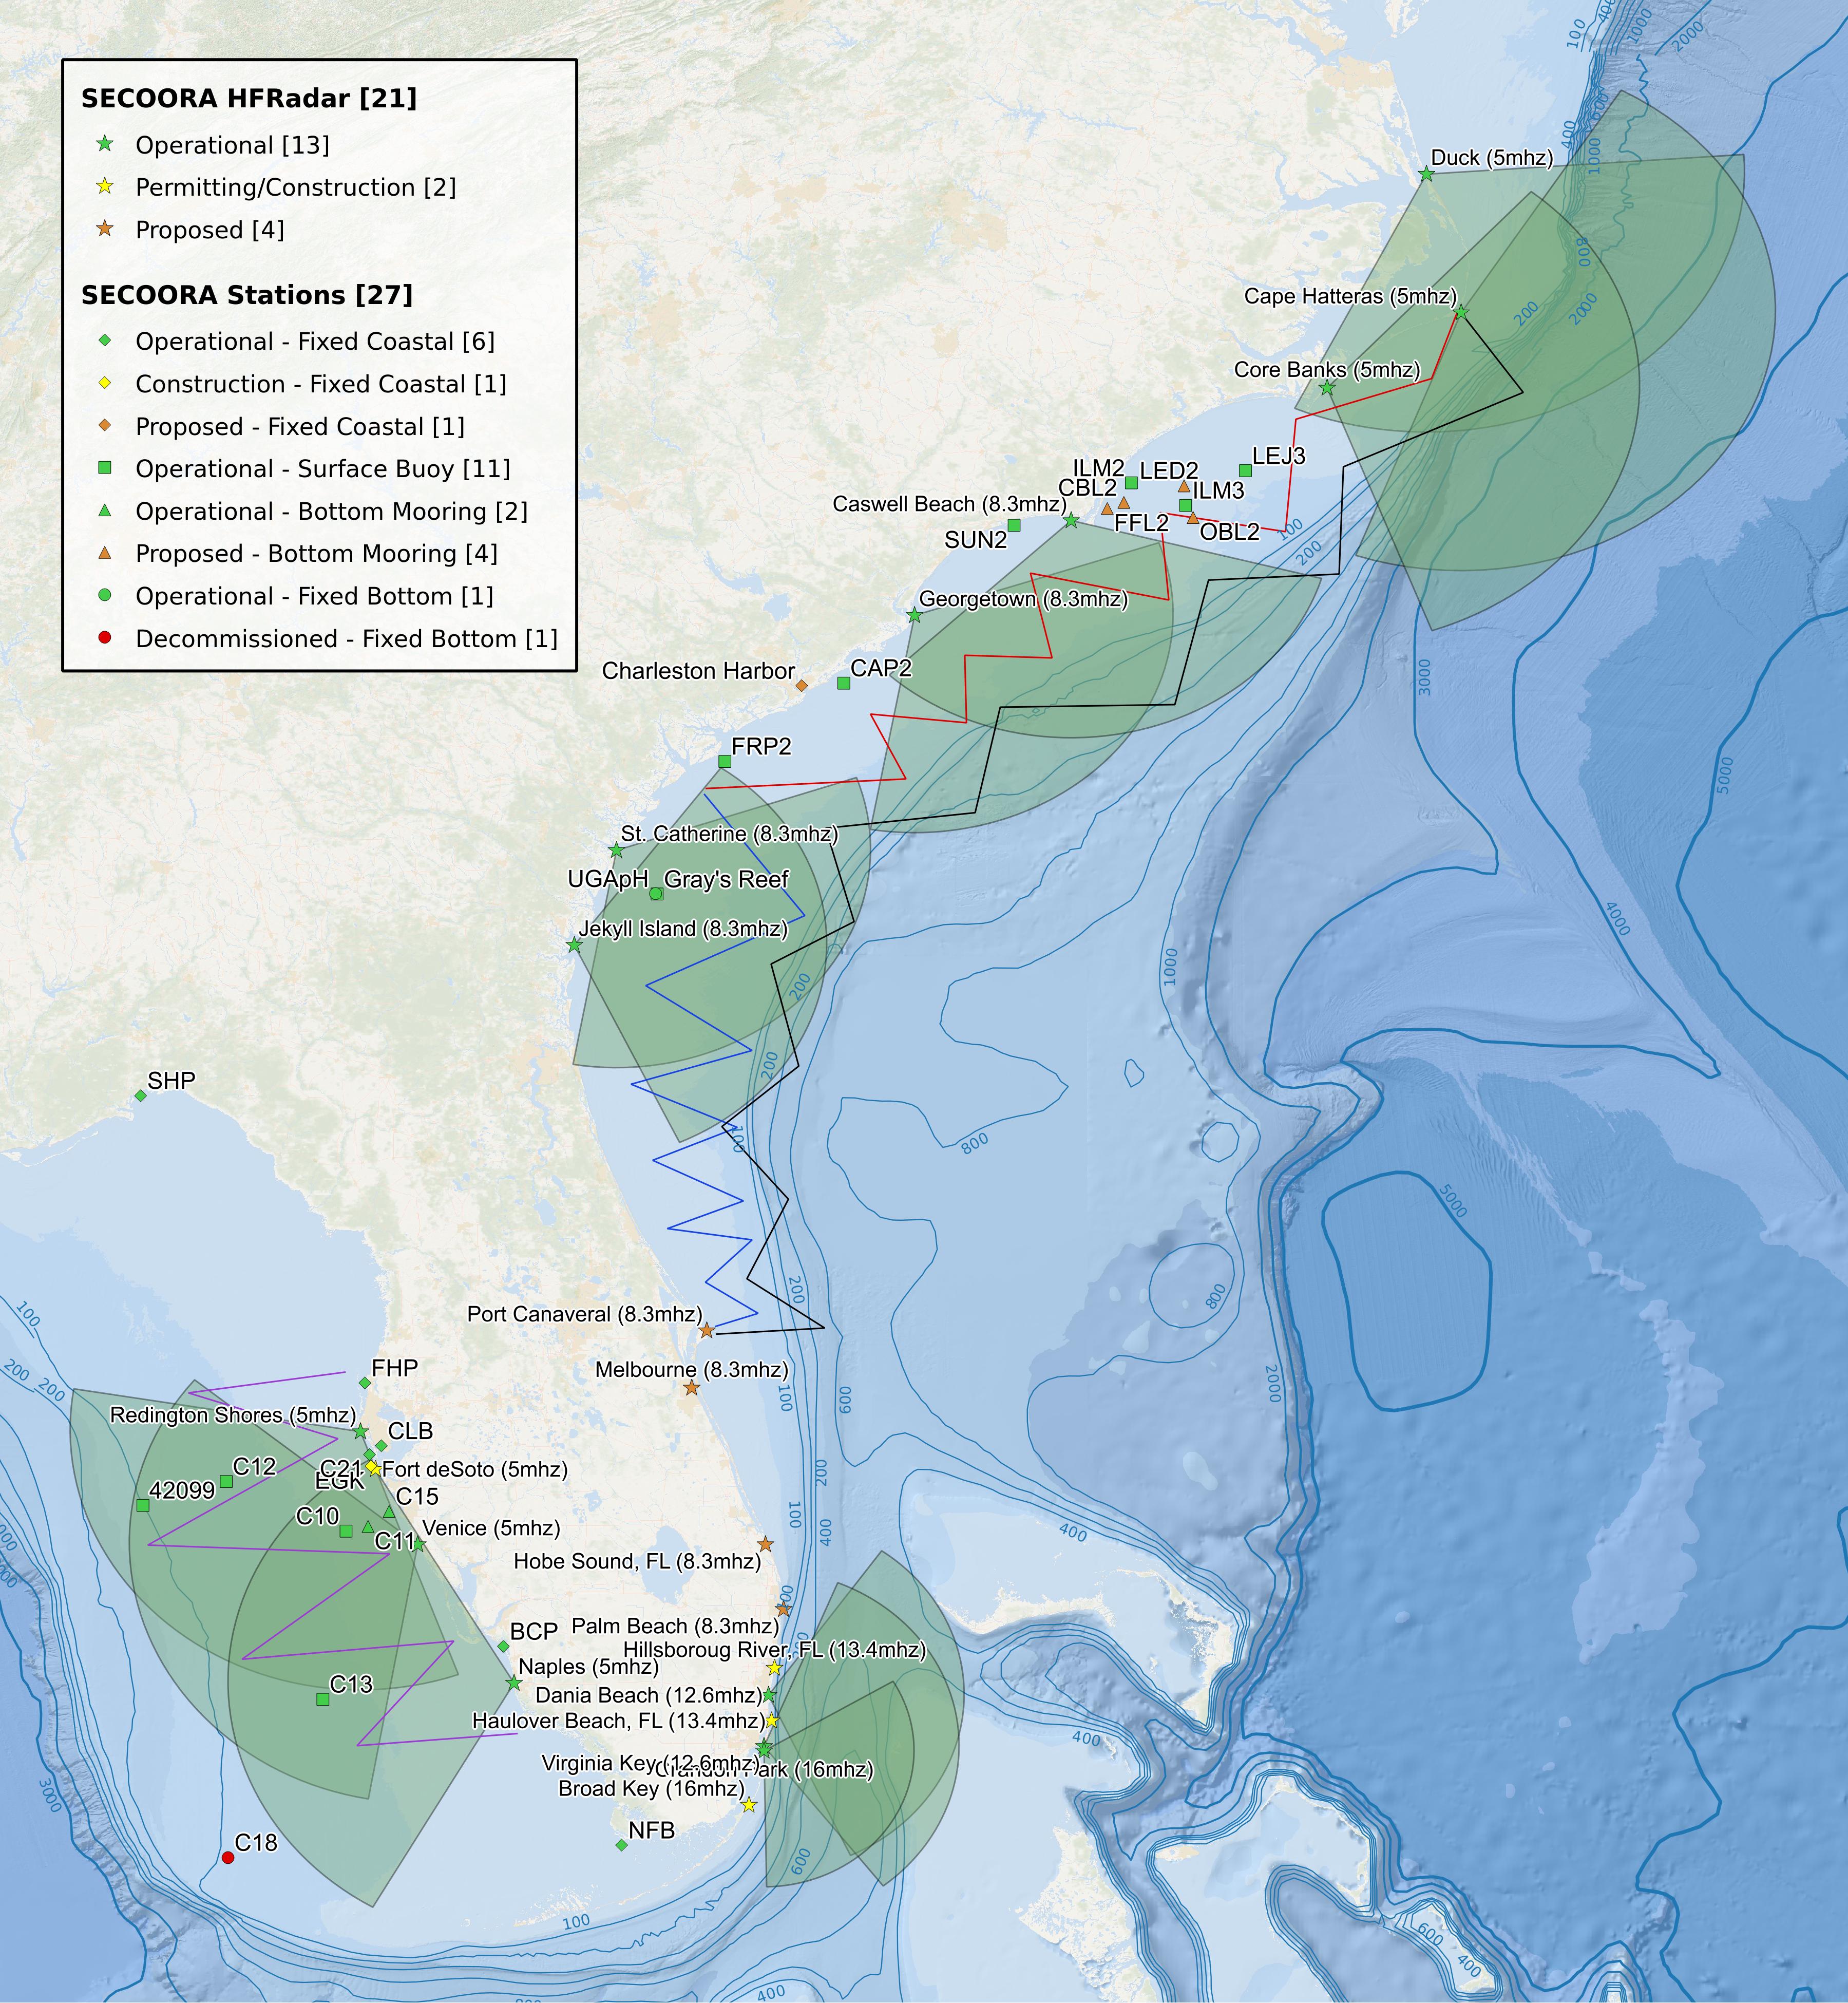 SECOORA HFRadar [21]
Operational [13]
Permitting/Construction [2]
Proposed [4]
SECOORA Stations [27]
Operational - Fixed Coastal [6]
Construction - Fixed Coastal [1]
Proposed - Fixed Coastal [1]
Operational - Surface Buoy [11]
Operational - Bottom Mooring [2]
Proposed - Bottom Mooring [4]
Operational - Fixed Bottom [1]
Decommissioned - Fixed Bottom [1]
100
400
1000
2000
400
600
1000
Duck (5mhz)
600
200
2000
Cape Hatteras (5mhz)
Core Banks (5mhz)
LEJ3
ILM2
LED2
CBL2
ILM3
Caswell Beach (8.3mhz)
FFL2
OBL2
SUN2
100
200
Georgetown (8.3mhz)
Charleston Harbor
CAP2
3000
FRP2
5000
St. Catherine (8.3mhz)
UGApH
Gray's Reef
Jekyll Island (8.3mhz)
4000
1000
200
200
SHP
100
800
5000
200
800
100
Port Canaveral (8.3mhz)
200
200
FHP
Melbourne (8.3mhz)
100
600
2000
Redington Shores (5mhz)
CLB
C12
C21
Fort deSoto (5mhz)
EGK
42099
200
C15
C10
Venice (5mhz)
C11
100
400
400
Hobe Sound, FL (8.3mhz)
Palm Beach (8.3mhz)
BCP
Hillsboroug River, FL (13.4mhz)
Naples (5mhz)
C13
Dania Beach (12.6mhz)
Haulover Beach, FL (13.4mhz)
400
Virginia Key (12.6mhz)
Park (16mhz)
Broad Key (16mhz)
3000
NFB
C18
600
100
600
400
400